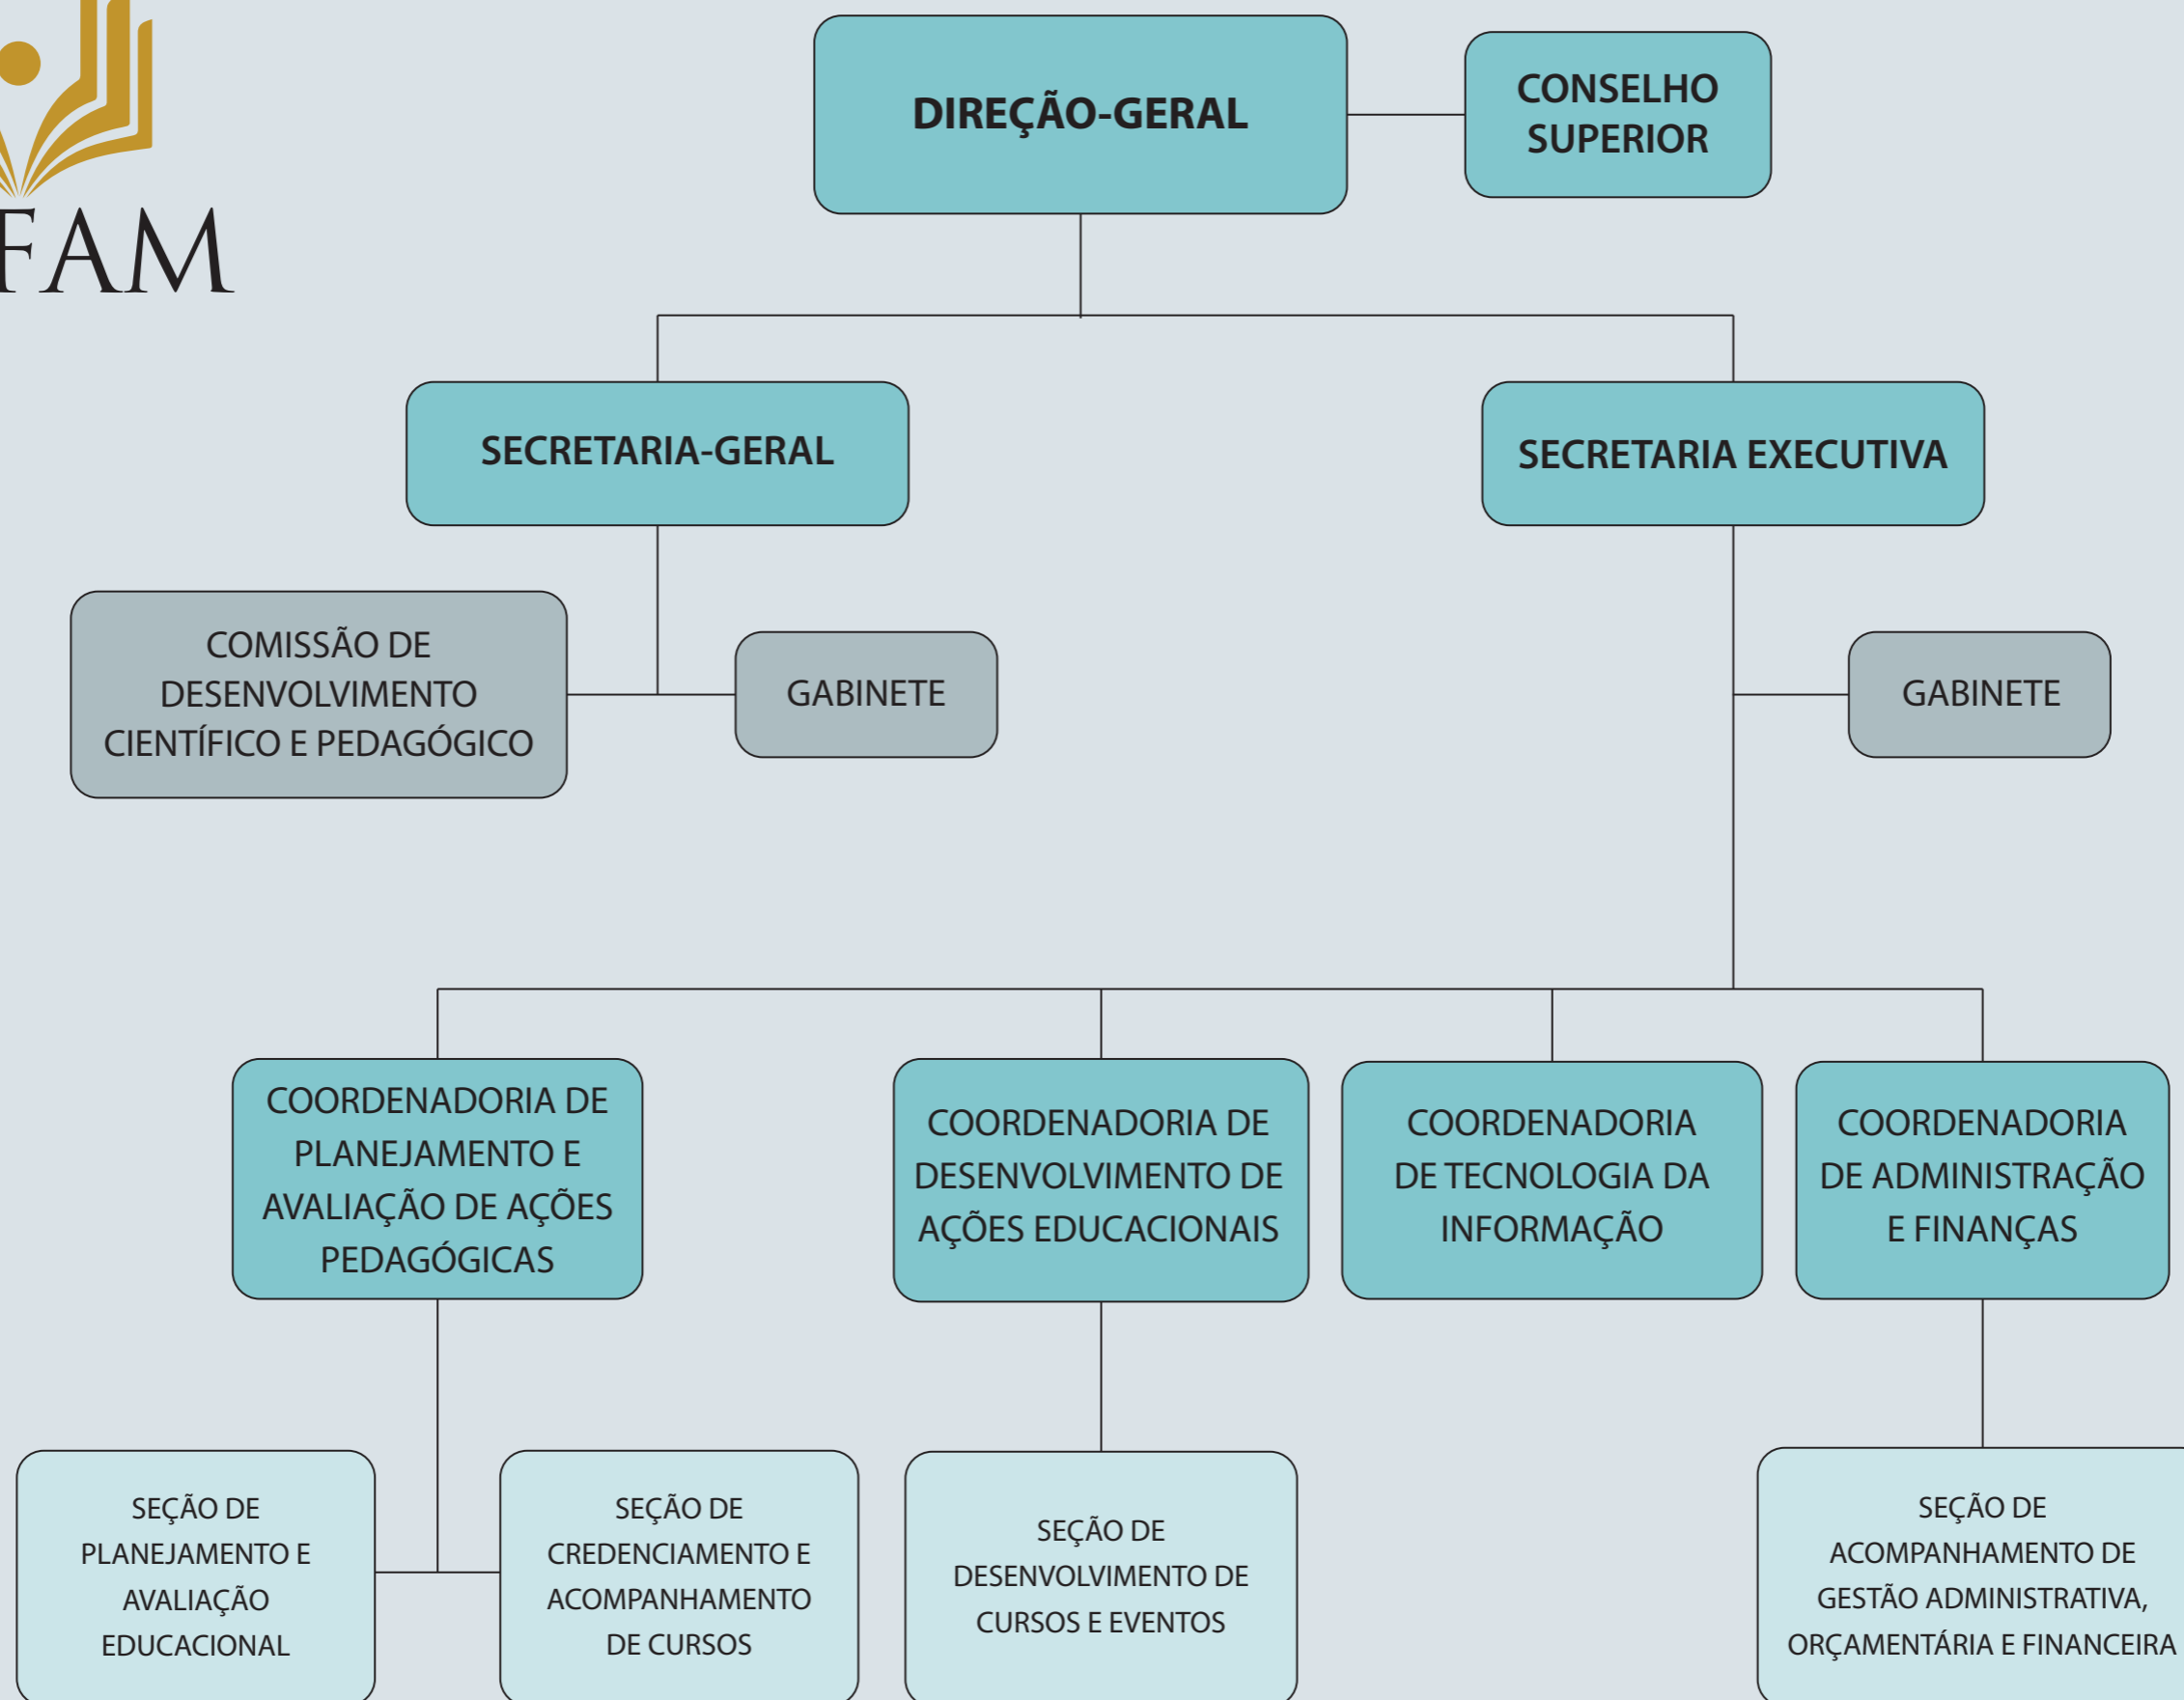 FAM
DIREÇÃO-GERAL
CONSELHO
SUPERIOR
SECRETARIA-GERAL
SECRETARIA EXECUTIVA
COMISSÃO DE
DESENVOLVIMENTO
CIENTÍFICO E PEDAGÓGICO
GABINETE
GABINETE
COORDENADORIA DE
PLANEJAMENTO E
AVALIAÇÃO DE AÇÕES
PEDAGÓGICAS
COORDENADORIA DE
DESENVOLVIMENTO DE
AÇÕES EDUCACIONAIS
COORDENADORIA
DE TECNOLOGIA DA
INFORMAÇÃO
COORDENADORIA
DE ADMINISTRAÇÃO
E FINANÇAS
SEÇÃO DE
PLANEJAMENTO E
AVALIAÇÃO
EDUCACIONAL
SEÇÃO DE
CREDENCIAMENTO E
ACOMPANHAMENTO
DE CURSOS
SEÇÃO DE
DESENVOLVIMENTO DE
CURSOS E EVENTOS
SEÇÃO DE
ACOMPANHAMENTO DE
GESTÃO ADMINISTRATIVA,
ORÇAMENTÁRIA E FINANCEIRA